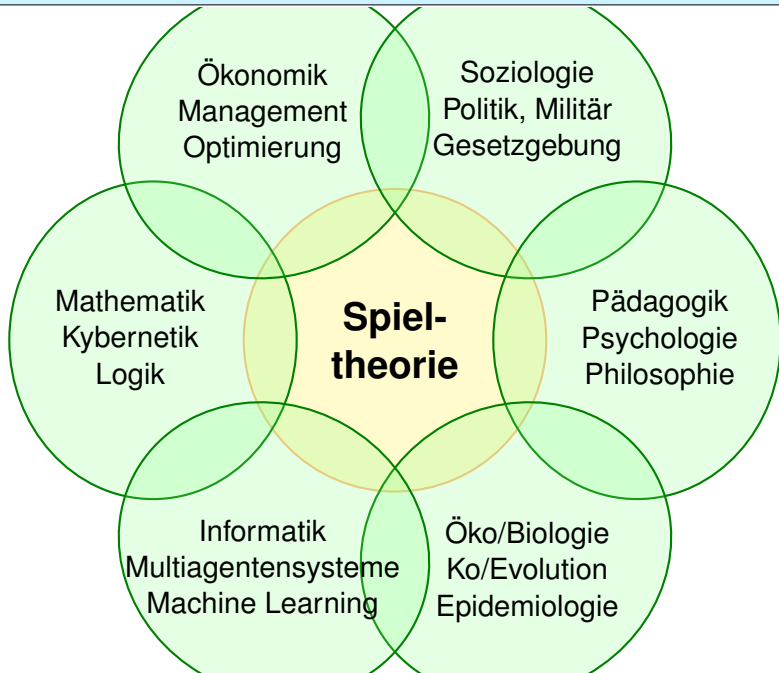 Ökonomik
Management
Optimierung
Soziologie
Politik, Militär
Gesetzgebung
Mathematik
Kybernetik
Logik
Spiel-
theorie
Pädagogik
Psychologie
Philosophie
Informatik
Multiagentensysteme
Machine Learning
Öko/Biologie
Ko/Evolution
Epidemiologie